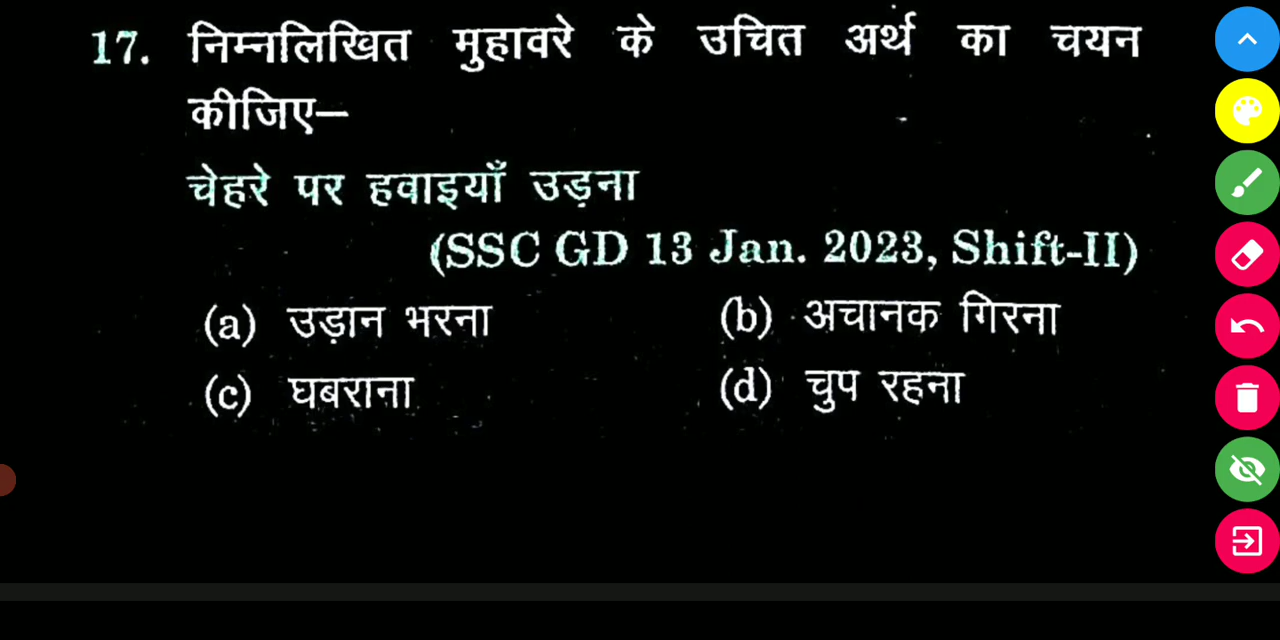 17. निम्नलिखित मुहावरे के उचित अर्थ का चयन
कीजिए–
चेहरे पर हवाइयाँ उड़ना
(SSC GD 13 Jan. 2023, Shift-II)
(a) उड़ान भरना (b) अचानक गिरना
(c) घबराना (d) चुप रहना